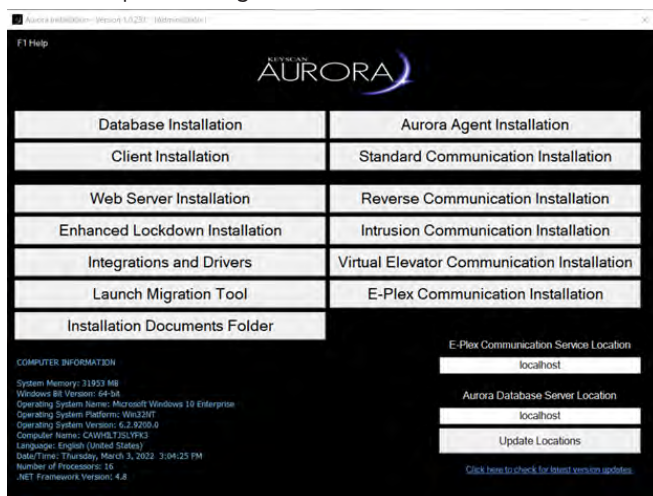 F1 Help
KEYSCAN
AURORA
Database Installation
Aurora Agent Installation
Client Installation
Standard Communication Installation
Web Server Installation
Reverse Communication Installation
Enhanced Lockdown Installation
Intrusion Communication Installation
Integrations and Drivers
Virtual Elevator Communication Installation
Launch Migration Tool
E-Plex Communication Installation
Installation Documents Folder
E-Plex Communication Service Location
localhost
Aurora Database Server Location
localhost
Update Locations
Click here to check for latest version updates
COMPUTER INFORMATION
System Memory: 31953 MB
Windows Bit Version: 64-bit
Operating System Name: Microsoft Windows 10 Enterprise
Operating System Platform: Win32NT
Operating System Version: 6.2.9200.0
Computer Name: CAWHILTJSLYFK3
Language: English (United States)
Date/Time: Thursday, March 3, 2022 3:04:25 PM
Number of Processors: 16
.NET Framework Version: 4.8